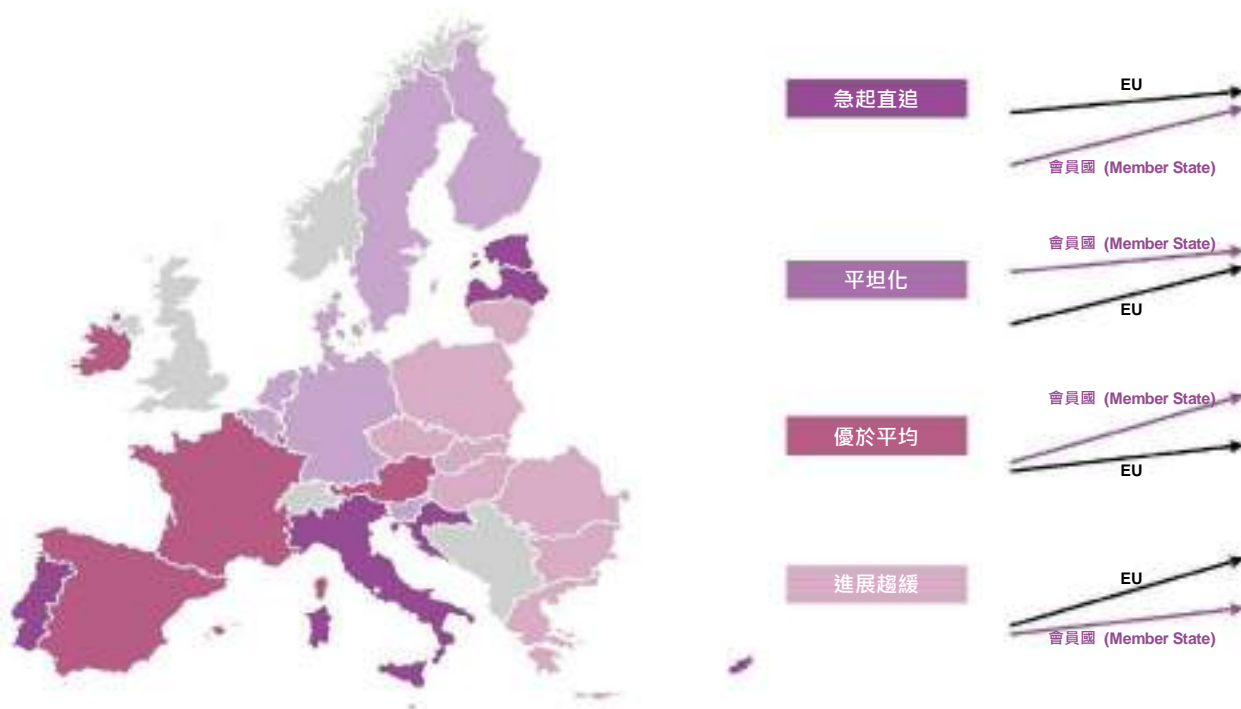 急起直追
EU
會員國 (Member State)
平坦化
會員國 (Member State)
EU
優於平均
會員國 (Member State)
EU
進展趨緩
EU
會員國 (Member State)